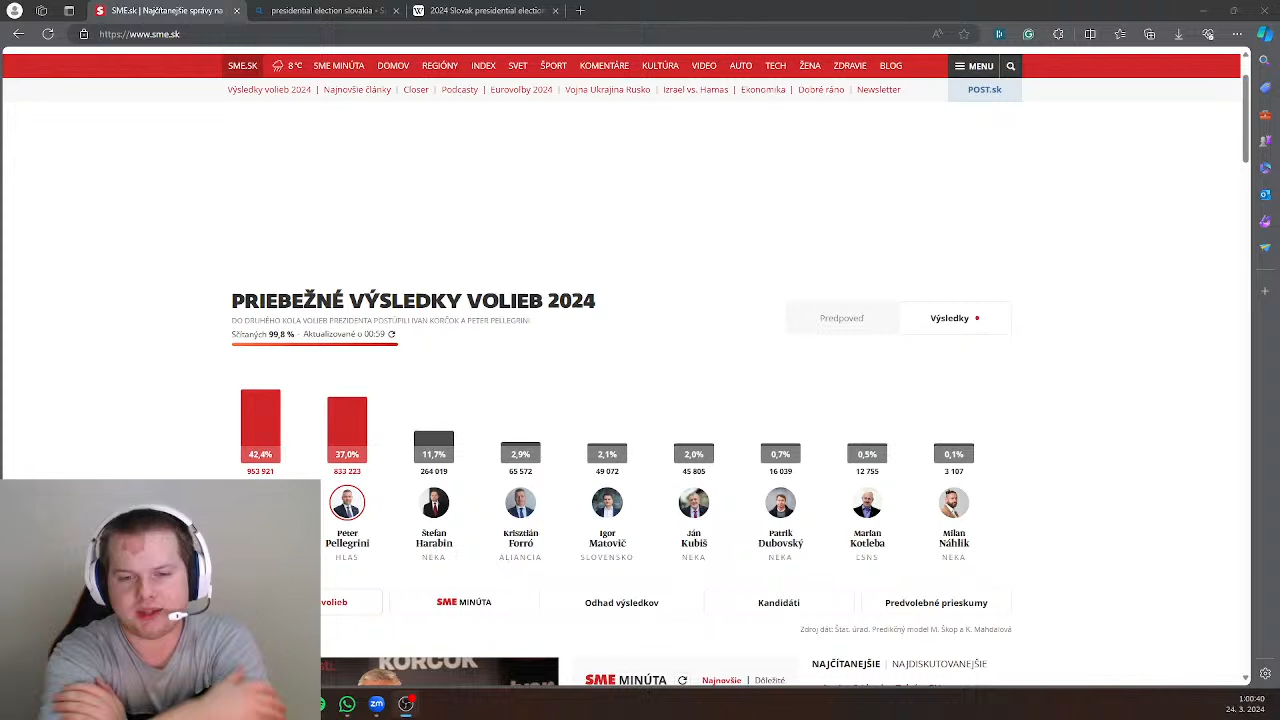 SME.sk | Najčítanejšie správy na
presidential election slovakia - S
2024 Slovak presidential election
https://www.sme.sk
SME.SK 8 °C SME MINÚTA DOMOV REGIÓNY INDEX SVET ŠPORT KOMENTÁRE KULTÚRA VIDEO AUTO TECH ŽENA ZDRAVIE BLOG MENU
Výsledky volieb 2024 | Najnovšie články | Closer | Podcasty | Eurovoľby 2024 | Vojna Ukrajina Rusko | Izrael vs. Hamas | Ekonomika | Dobré ráno | Newsletter POST.sk
PRIEBEŽNÉ VÝSLEDKY VOLIEB 2024
DO DRUHÉHO KOLA VOLIEB PREZIDENTA POSTÚPILI IVAN KORČOK A PETER PELLEGRINI
Sčítaných 99,8 % · Aktualizované o 00:59
Predpoveď Výsledky
42,4% 37,0% 11,7% 2,9% 2,1% 2,0% 0,7% 0,5% 0,1%
953 921 833 223 264 019 65 572 49 072 45 805 16 039 12 755 3 107
Peter Štefan Krisztián Igor Ján Patrik Marian Milan
Pellegrini Harabin Forró Matovič Kubiš Dubovský Kotleba Náhlik
HLAS NEKA ALIANCIA SLOVENSKO NEKA NEKA ĽSNS NEKA
volieb SME MINÚTA Odhad výsledkov Kandidáti Predvolebné prieskumy
Zdroj dát: Štat. úrad. Predikčný model M. Škop a K. Mahdalová
KORČOK
NAJČÍTANEJŠIE | NAJDISKUTOVANEJŠIE
SME MINÚTA Najnovšie | Dôležité
zm
1:00:40
24. 3. 2024